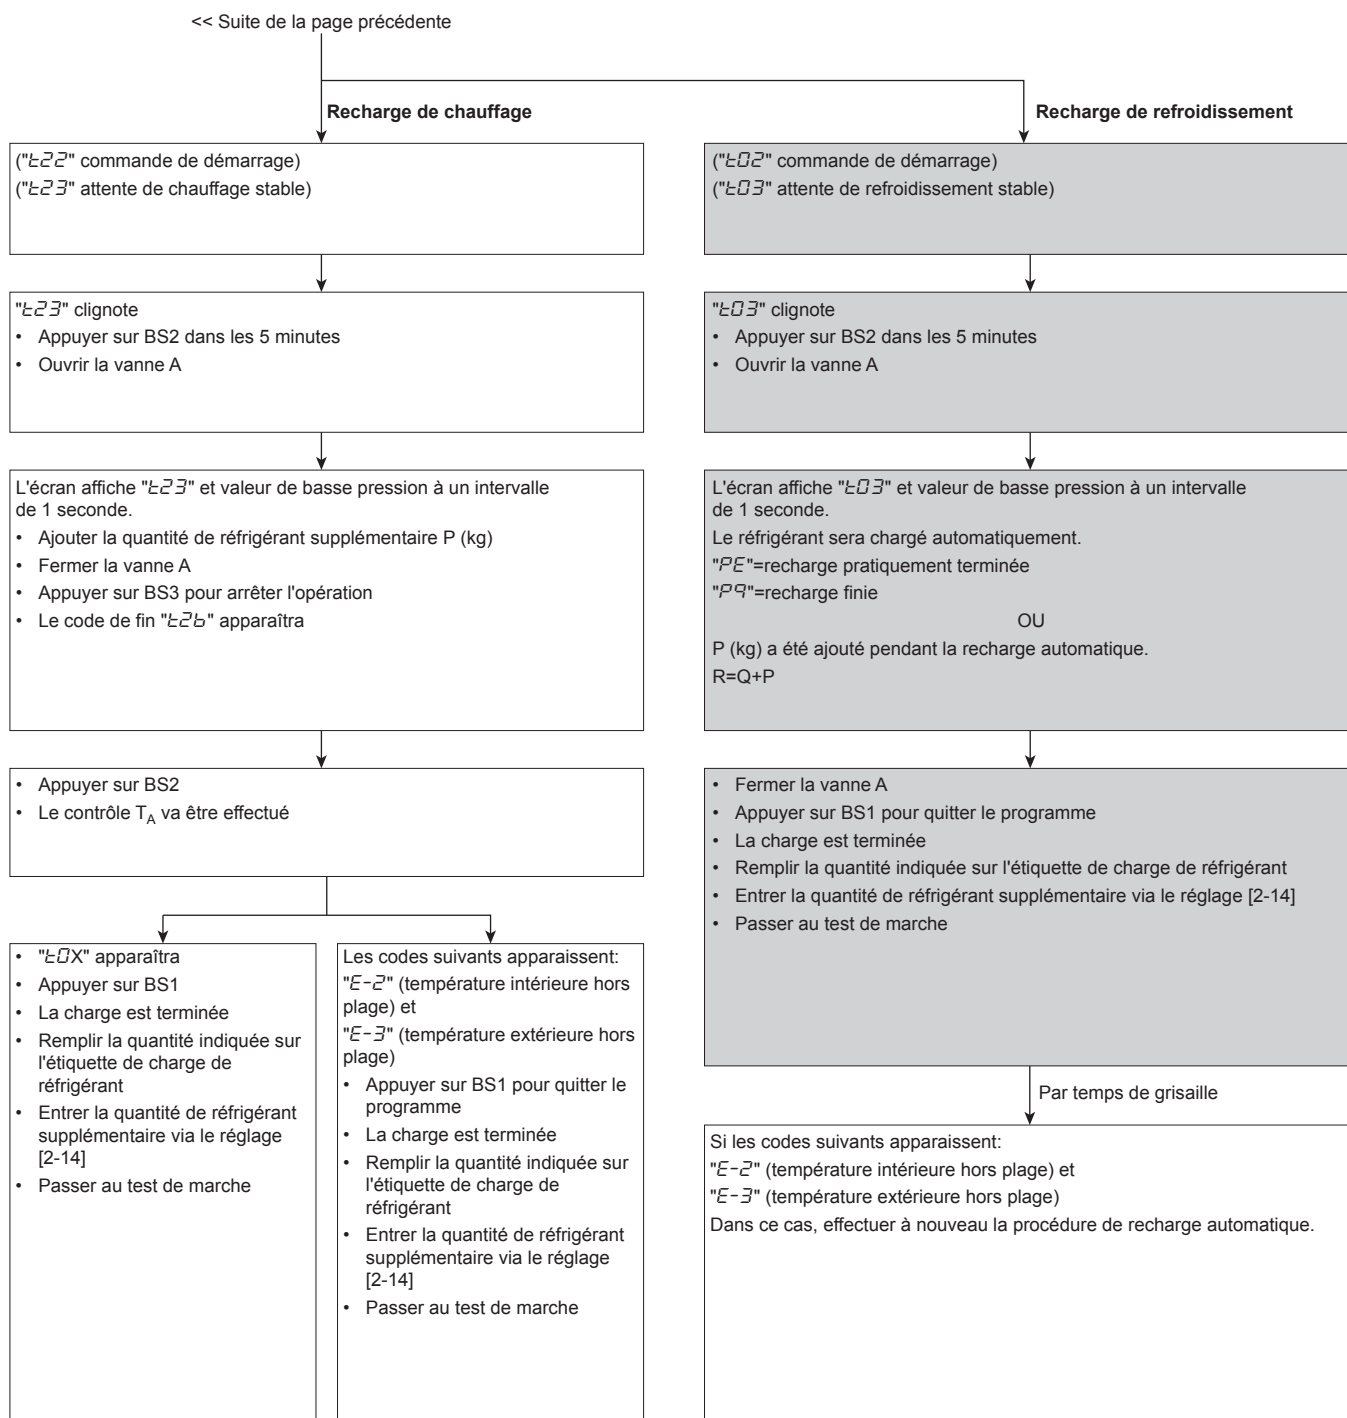 << Suite de la page précédente
Recharge de chauffage
("t22" commande de démarrage)
("t23" attente de chauffage stable)
"t23" clignote
• Appuyer sur BS2 dans les 5 minutes
• Ouvrir la vanne A
L'écran affiche "t23" et valeur de basse pression à un intervalle
de 1 seconde.
• Ajouter la quantité de réfrigérant supplémentaire P (kg)
• Fermer la vanne A
• Appuyer sur BS3 pour arrêter l'opération
• Le code de fin "t26" apparaîtra
• Appuyer sur BS2
• Le contrôle TA va être effectué
• "t0X" apparaîtra
• Appuyer sur BS1
• La charge est terminée
• Remplir la quantité indiquée sur
l'étiquette de charge de
réfrigérant
• Entrer la quantité de réfrigérant
supplémentaire via le réglage
[2-14]
• Passer au test de marche
Les codes suivants apparaissent:
"E-2" (température intérieure hors
plage) et
"E-3" (température extérieure hors
plage)
• Appuyer sur BS1 pour quitter le
programme
• La charge est terminée
• Remplir la quantité indiquée sur
l'étiquette de charge de
réfrigérant
• Entrer la quantité de réfrigérant
supplémentaire via le réglage
[2-14]
• Passer au test de marche
Recharge de refroidissement
("t02" commande de démarrage)
("t03" attente de refroidissement stable)
"t03" clignote
• Appuyer sur BS2 dans les 5 minutes
• Ouvrir la vanne A
L'écran affiche "t03" et valeur de basse pression à un intervalle
de 1 seconde.
Le réfrigérant sera chargé automatiquement.
"PE"=recharge pratiquement terminée
"P9"=recharge finie
OU
P (kg) a été ajouté pendant la recharge automatique.
R=Q+P
• Fermer la vanne A
• Appuyer sur BS1 pour quitter le programme
• La charge est terminée
• Remplir la quantité indiquée sur l'étiquette de charge de réfrigérant
• Entrer la quantité de réfrigérant supplémentaire via le réglage [2-14]
• Passer au test de marche
Par temps de grisaille
Si les codes suivants apparaissent:
"E-2" (température intérieure hors plage) et
"E-3" (température extérieure hors plage)
Dans ce cas, effectuer à nouveau la procédure de recharge automatique.